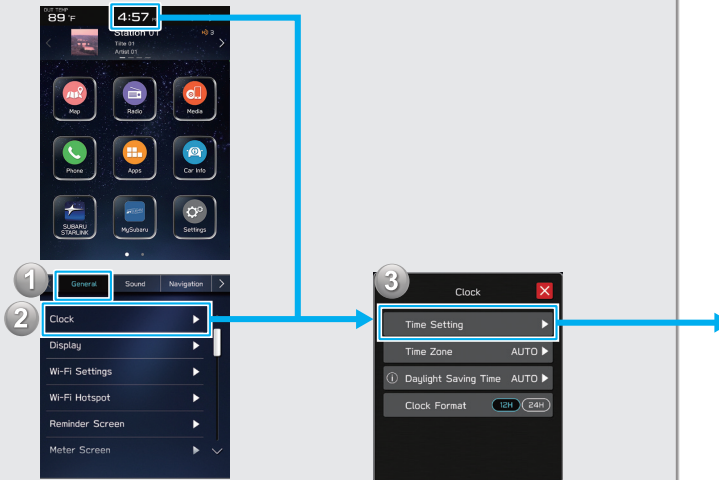 OUT TEMP
89 °F
4:57
Station 01
3
Title 01
Artist 01
Map
Radio
Media
Phone
Apps
Car Info
SUBARU
STARLINK
MySubaru
Settings
1
General
Sound
Navigation
2
Clock
Display
Wi-Fi Settings
Wi-Fi Hotspot
Reminder Screen
Meter Screen
3
Clock
Time Setting
Time Zone AUTO
Daylight Saving Time AUTO
Clock Format 12H 24H